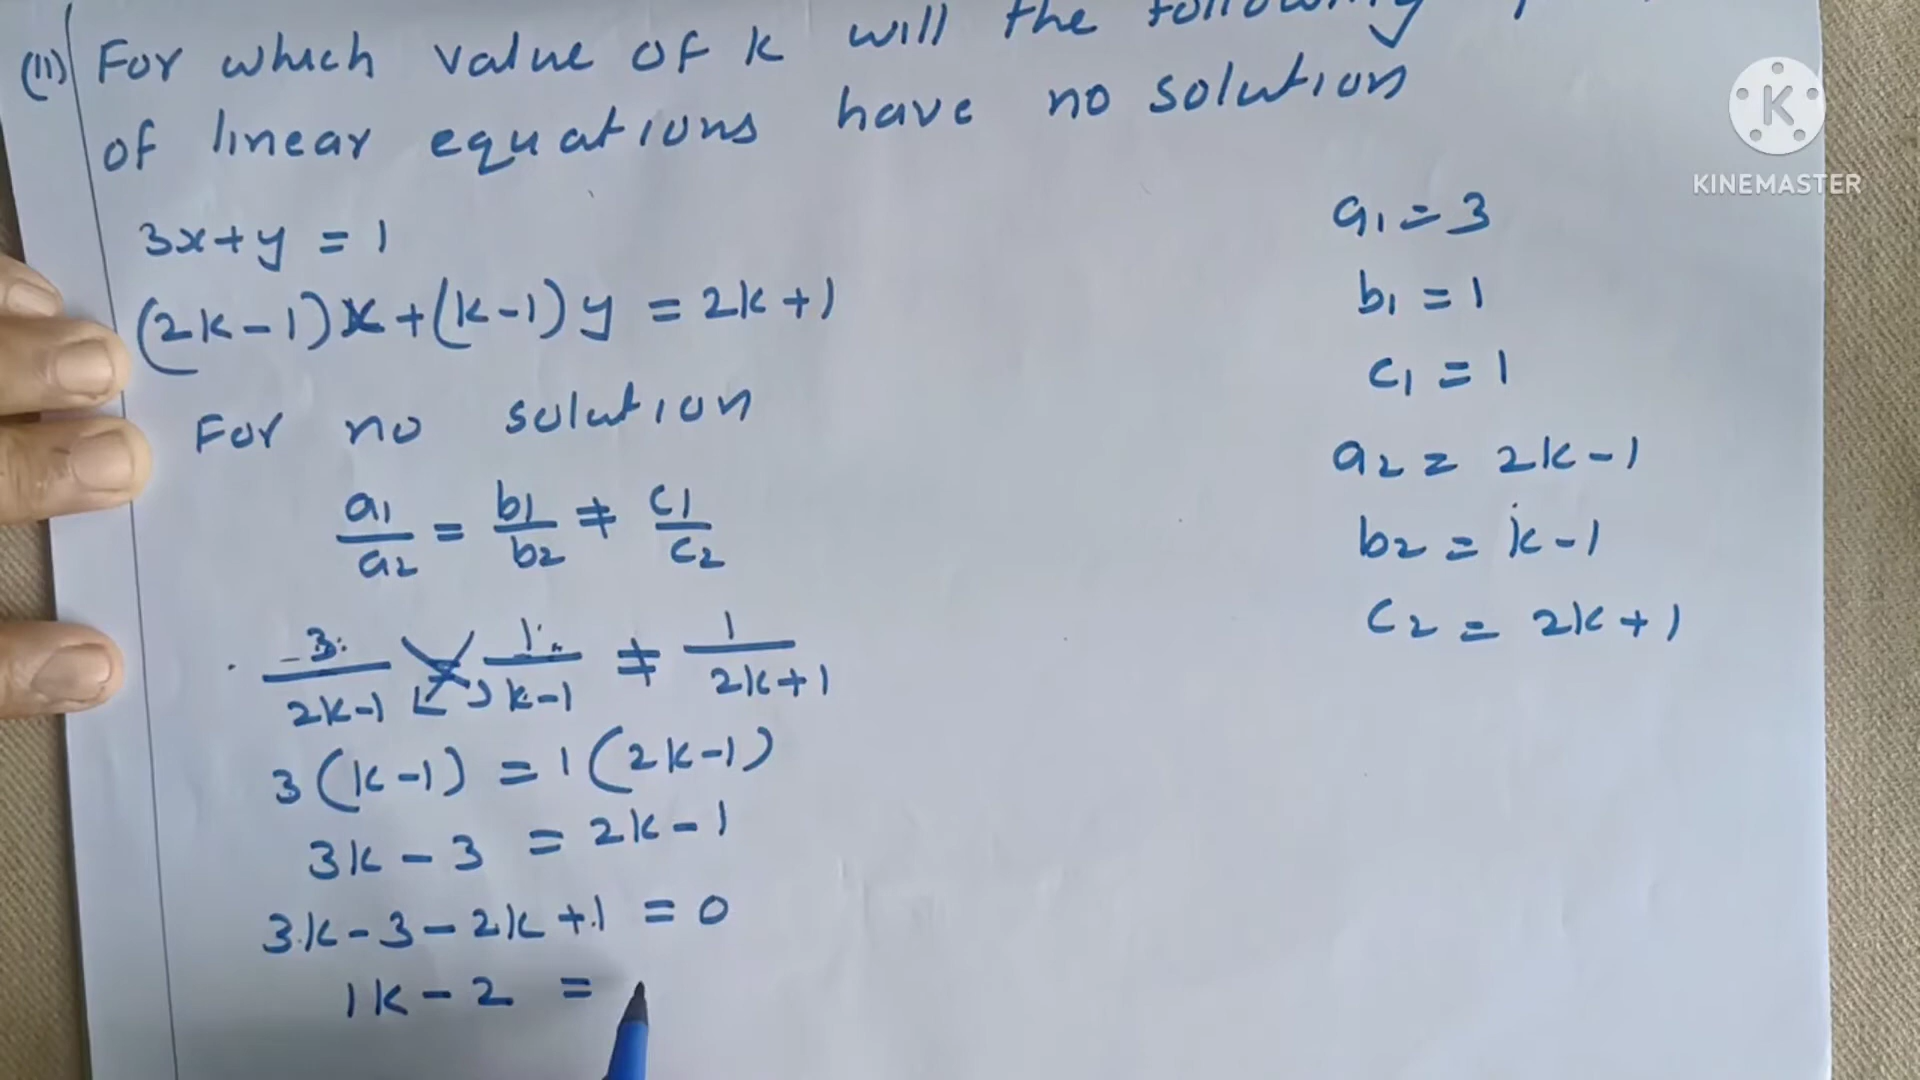 (11) For which value of k will the following
of linear equations have no solution
3x+y = 1
(2k-1)x+(k-1)y = 2k+1
For no solution
a1/a2 = b1/b2 ≠ c1/c2
3/2k-1 = 1/k-1 ≠ 1/2k+1
3(k-1) = 1(2k-1)
3k - 3 = 2k - 1
3k-3-2k+1 = 0
1k-2 =
a1 = 3
b1 = 1
c1 = 1
a2 = 2k-1
b2 = k-1
c2 = 2k+1
K
KINEMASTER